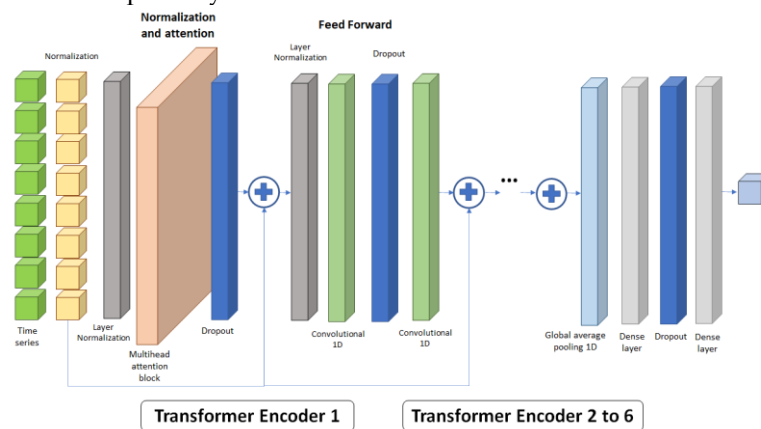 Normalization
and attention
Feed Forward
Normalization
Layer
Normalization
Dropout
Time
series
Layer
Normalization
Multihead
attention
block
Dropout
Convolutional
1D
Convolutional
1D
...
Global average
pooling 1D
Dense
layer
Dropout
Dense
layer
Transformer Encoder 1
Transformer Encoder 2 to 6